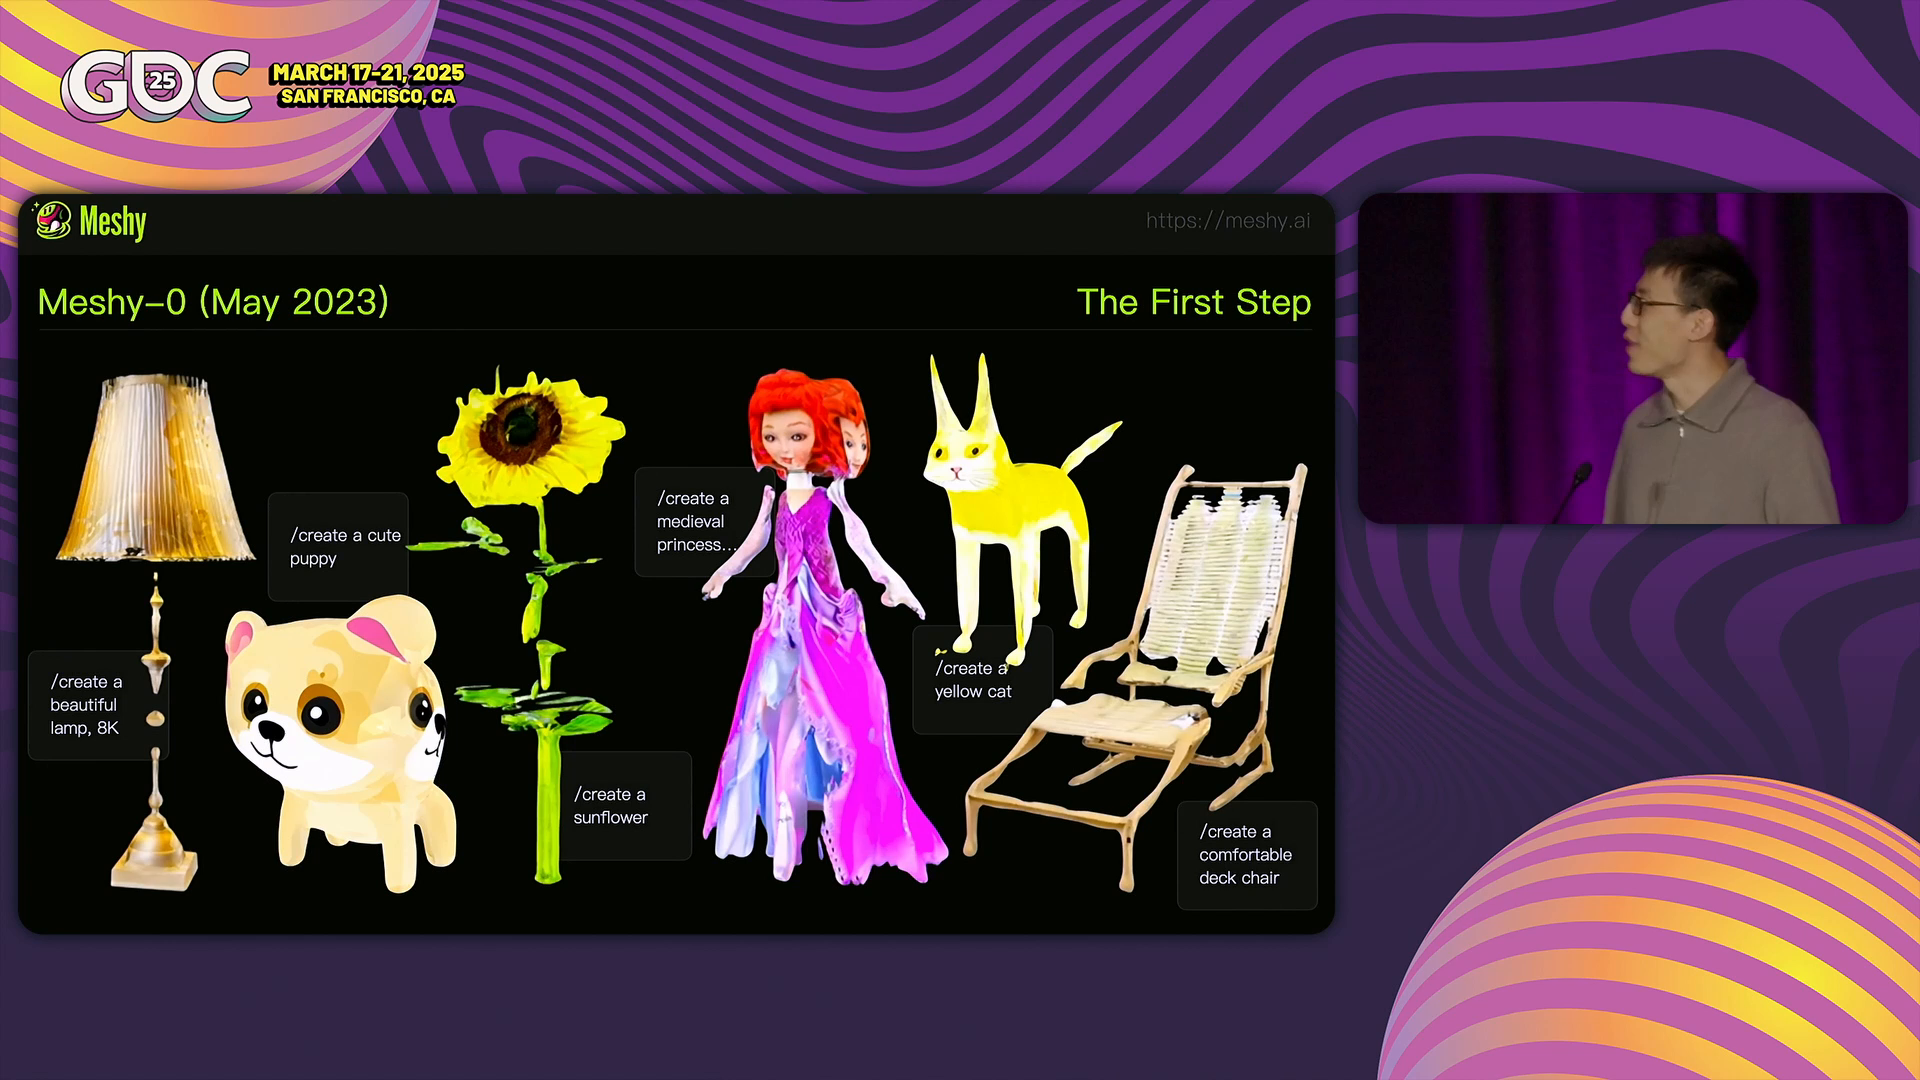 GDC
25
MARCH 17-21, 2025
SAN FRANCISCO, CA
Meshy
https://meshy.ai
Meshy-0 (May 2023)
The First Step
/create a
beautiful
lamp, 8K
/create a cute
puppy
/create a
sunflower
/create a
medieval
princess...
/create a
yellow cat
/create a
comfortable
deck chair